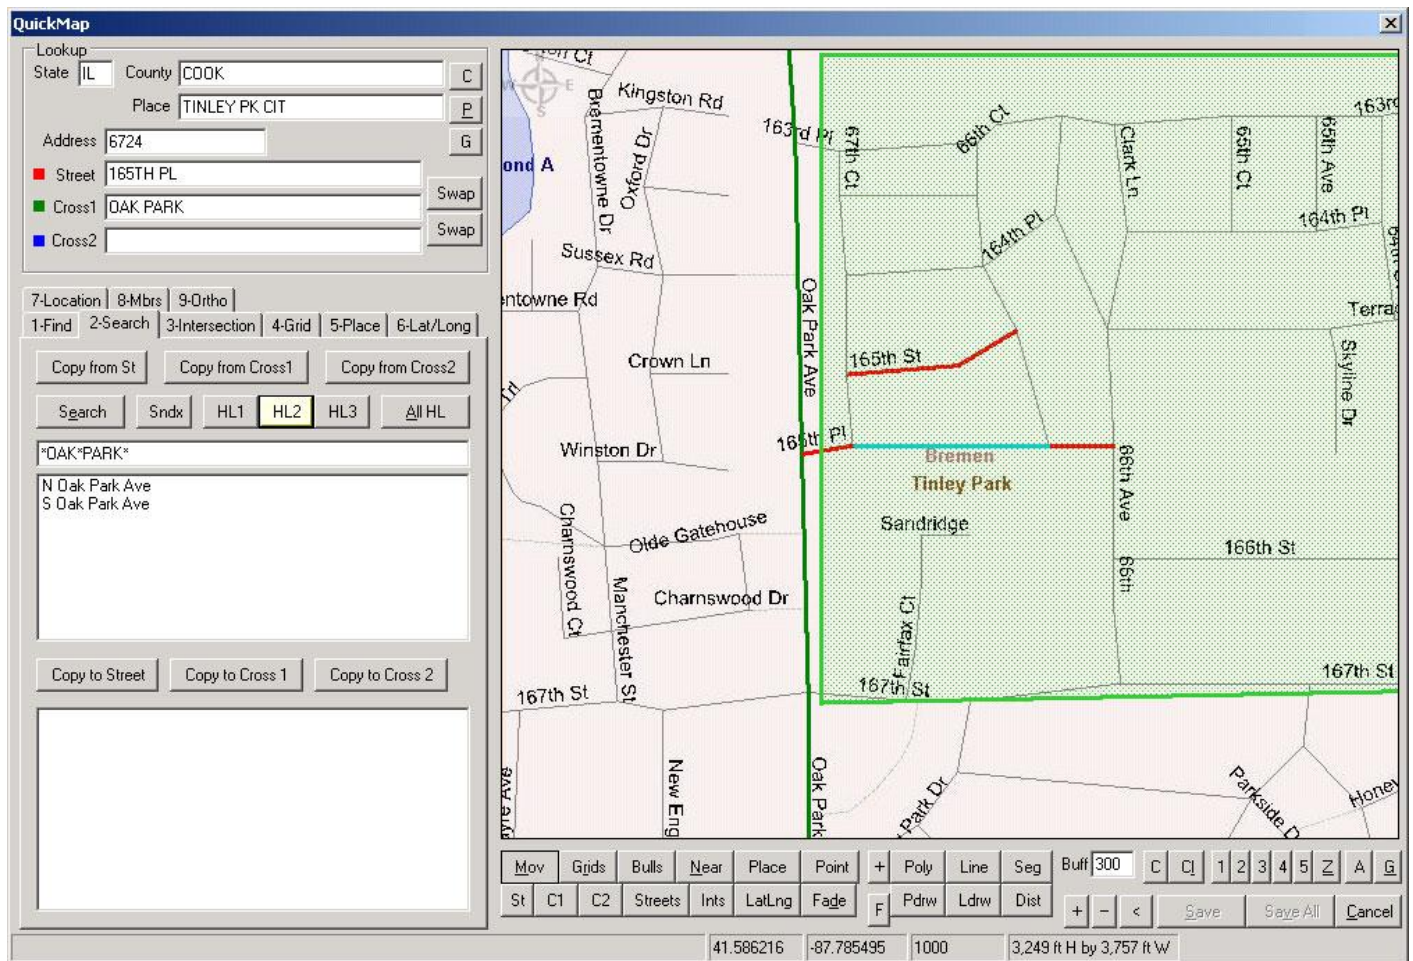 QuickMap
Lookup
State IL County COOK C
Place TINLEY PK CIT P
Address 6724 G
Street 165TH PL
Swap
Cross1 OAK PARK
Swap
Cross2
7-Location 8-Mbrs 9-Ortho
1-Find 2-Search 3-Intersection 4-Grid 5-Place 6-Lat/Long
Copy from St Copy from Cross1 Copy from Cross2
Search Sndx HL1 HL2 HL3 All HL
*OAK*PARK*
N Oak Park Ave
S Oak Park Ave
Copy to Street Copy to Cross 1 Copy to Cross 2
N
W E
S
Kingston Rd
Brementowne Dr
Oxford Dr
ond A
Sussex Rd
entowne Rd
Crown Ln
Winston Dr
Olde Gatehouse
Charnswood Ct
Charnswood Dr
Manchester St
167th St
New Eng
Oak Park Ave
Oak Park
163rd Pl
67th Ct
66th Ct
Clark Ln
65th Ct
65th Ave
163rd
164th Pl
164th Pl
Terra
Skyline Dr
165th St
165th Pl
Bremen
Tinley Park
66th Ave
Sandridge
166th St
66th
Fairfax Ct
167th St
167th St
Park Dr
Parkside D
Honey
Mov Grids Bulls Near Place Point + Poly Line Seg Buff 300 C Cl 1 2 3 4 5 Z A G
St C1 C2 Streets Ints LatLng Fade F Pdrw Ldrw Dist + - < Save Save All Cancel
41.586216 -87.785495 1000 3,249 ft H by 3,757 ft W